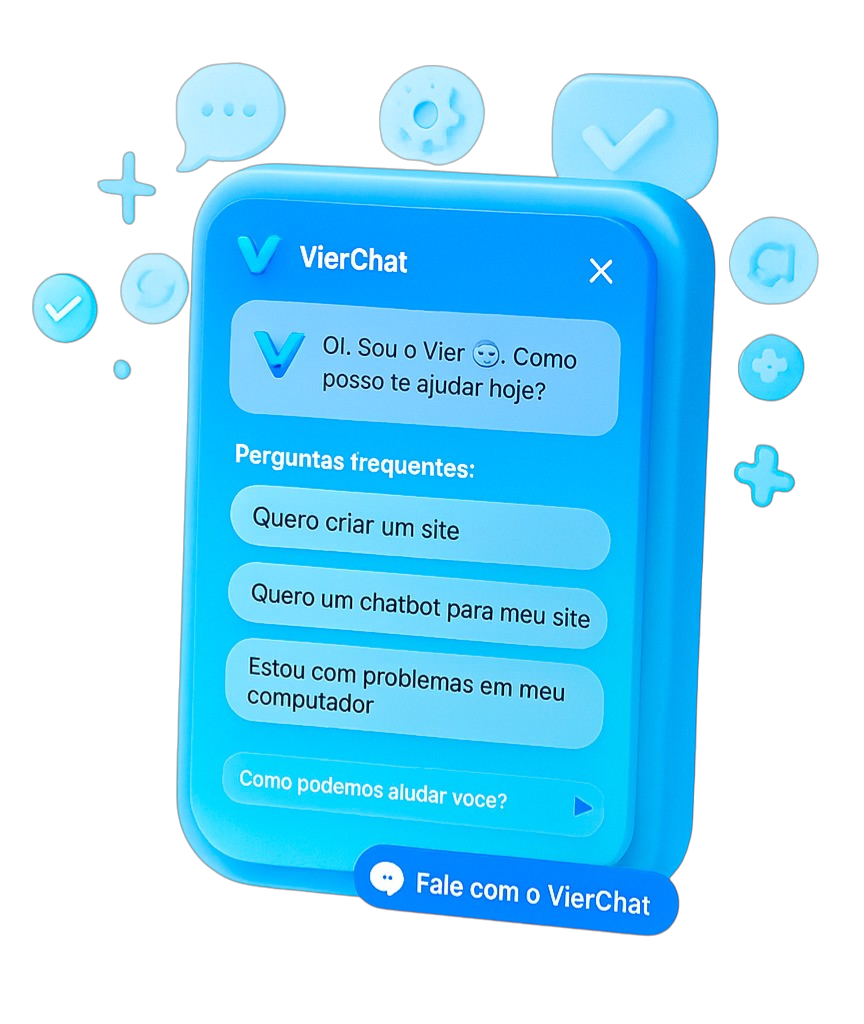 VierChat
OI. Sou o Vier 😌. Como
posso te ajudar hoje?
Perguntas frequentes:
Quero criar um site
Quero um chatbot para meu site
Estou com problemas em meu
computador
Como podemos aludar voce?
Fale com o VierChat